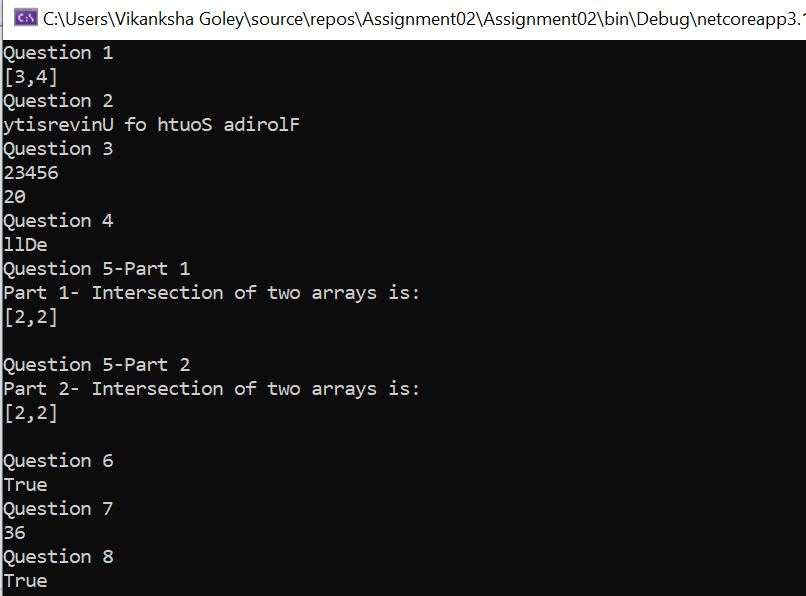 C:\Users\Vikanksha Goley\source\repos\Assignment02\Assignment02\bin\Debug\netcoreapp3.1
Question 1
[3,4]
Question 2
ytisrevinU fo htuoS adirolF
Question 3
23456
20
Question 4
llDe
Question 5-Part 1
Part 1- Intersection of two arrays is:
[2,2]
Question 5-Part 2
Part 2- Intersection of two arrays is:
[2,2]
Question 6
True
Question 7
36
Question 8
True